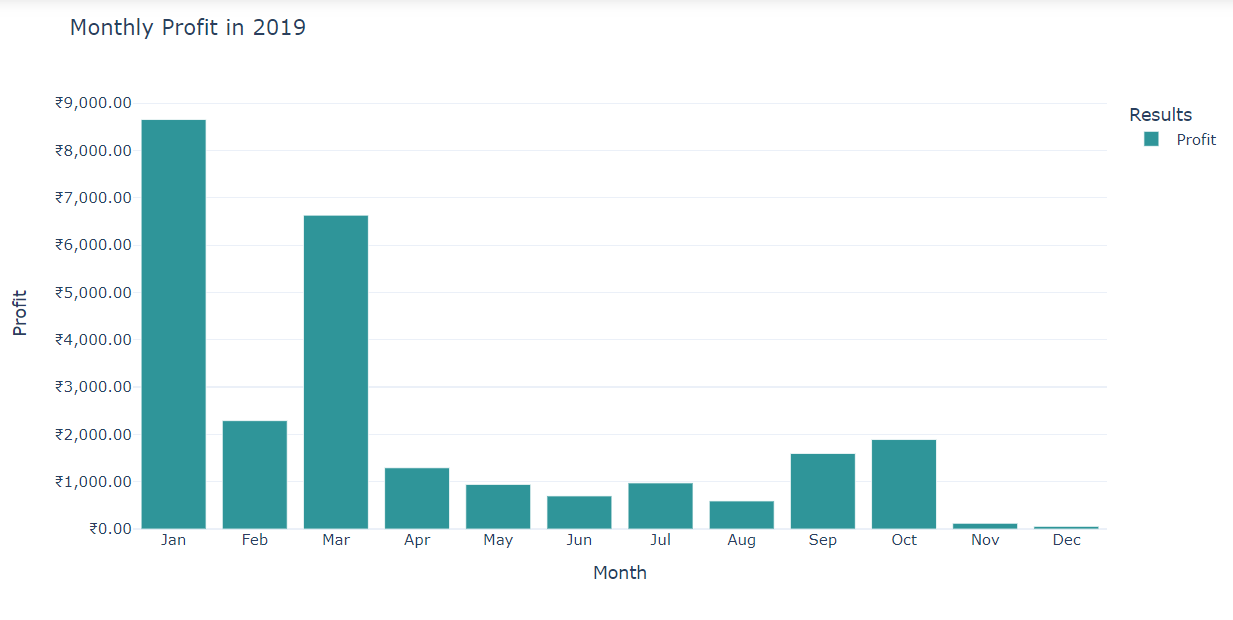 Monthly Profit in 2019
₹9,000.00
₹8,000.00
₹7,000.00
₹6,000.00
₹5,000.00
₹4,000.00
₹3,000.00
₹2,000.00
₹1,000.00
₹0.00
Profit
Jan Feb Mar Apr May Jun Jul Aug Sep Oct Nov Dec
Month
Results
Profit